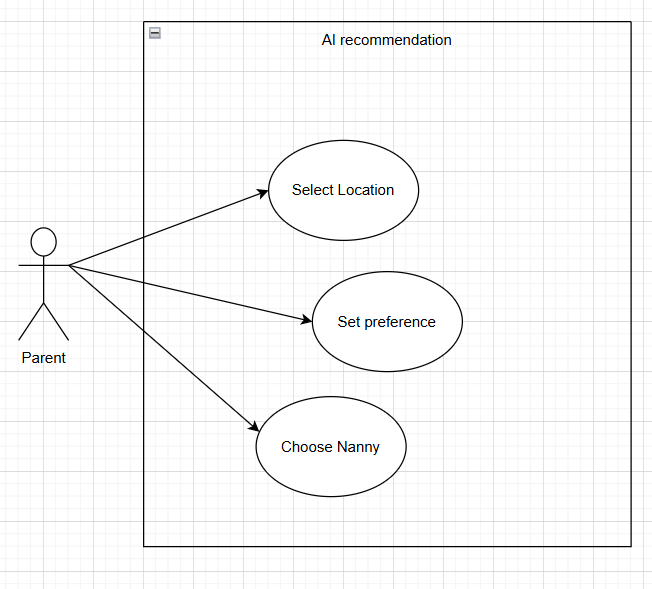 AI recommendation
Select Location
Set preference
Parent
Choose Nanny